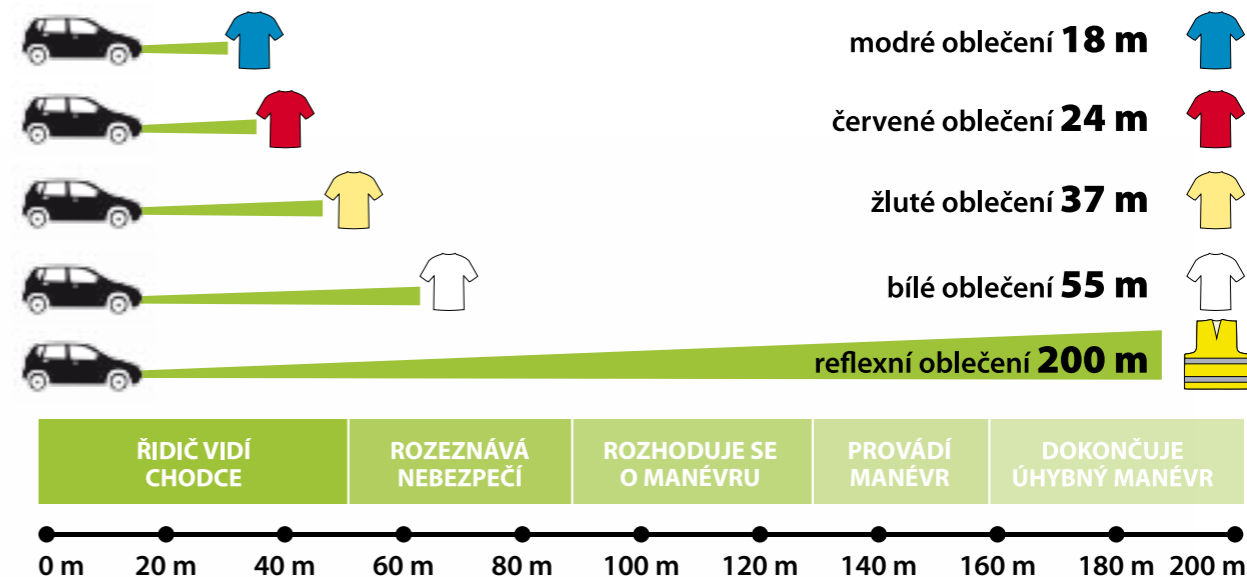 modré oblečení 18 m
červené oblečení 24 m
žluté oblečení 37 m
bílé oblečení 55 m
reflexní oblečení 200 m
ŘIDIČ VIDÍ
CHODCE
ROZEZNÁVÁ
NEBEZPEČÍ
ROZHODUJE SE
O MANÉVRU
PROVÁDÍ
MANÉVR
DOKONČUJE
ÚHYBNÝ MANÉVR
0 m 20 m 40 m 60 m 80 m 100 m 120 m 140 m 160 m 180 m 200 m